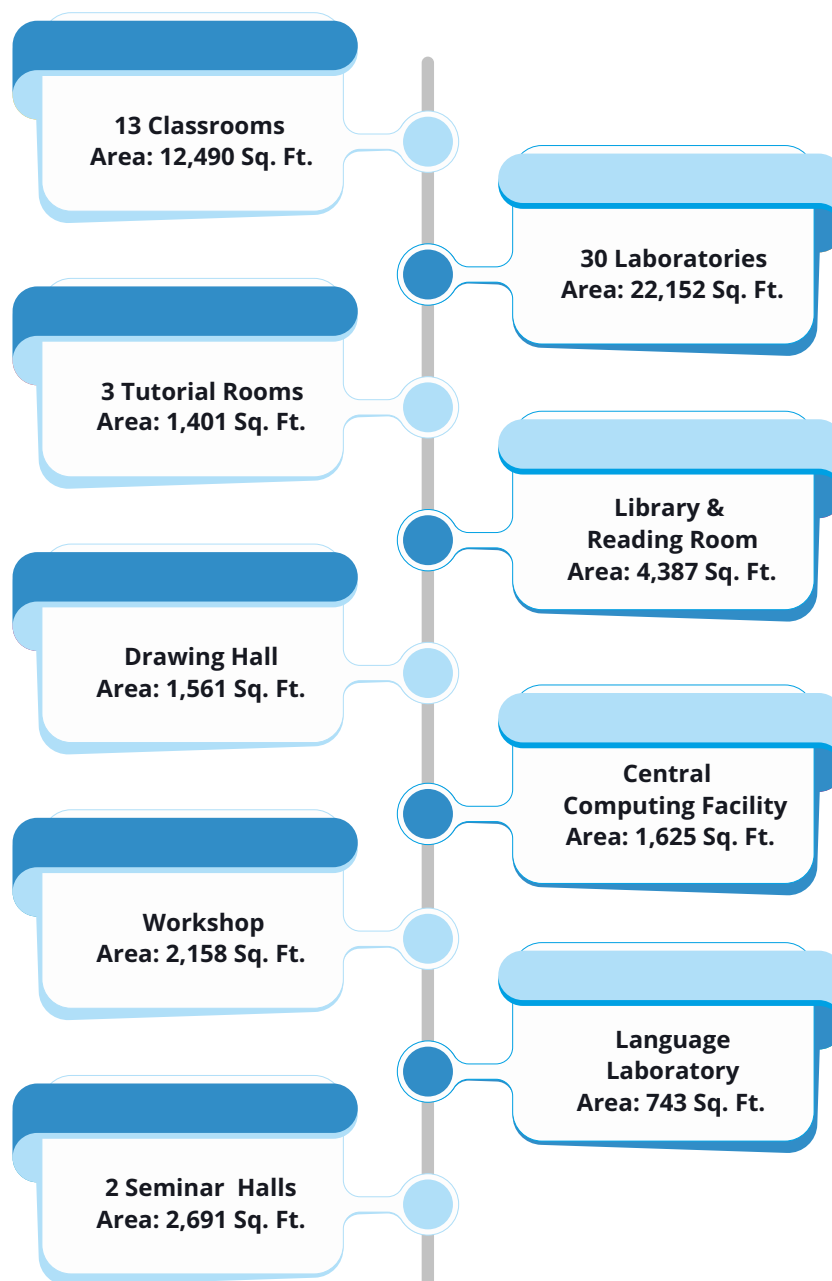 13 Classrooms
Area: 12,490 Sq. Ft.
30 Laboratories
Area: 22,152 Sq. Ft.
3 Tutorial Rooms
Area: 1,401 Sq. Ft.
Library &
Reading Room
Area: 4,387 Sq. Ft.
Drawing Hall
Area: 1,561 Sq. Ft.
Central
Computing Facility
Area: 1,625 Sq. Ft.
Workshop
Area: 2,158 Sq. Ft.
Language
Laboratory
Area: 743 Sq. Ft.
2 Seminar Halls
Area: 2,691 Sq. Ft.